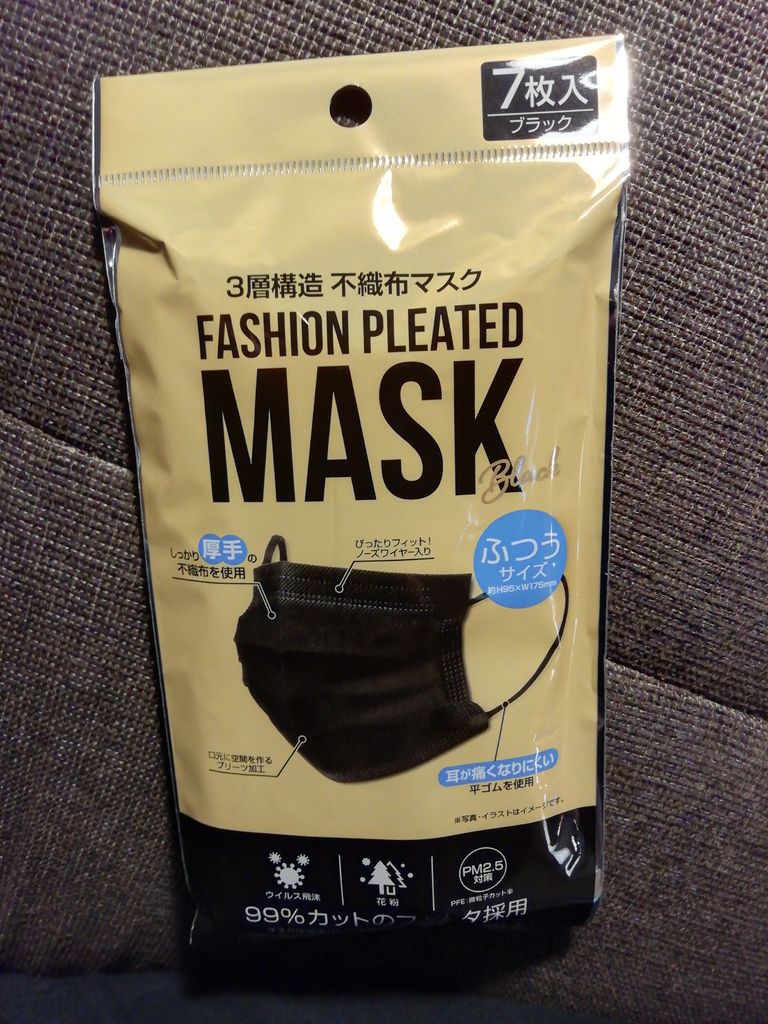 7枚入
ブラック
3層構造 不織布マスク
FASHION PLEATED
MASK
Black
しっかり厚手の
不織布を使用
ぴったりフィット!
ノーズワイヤー入り
ふつう
サイズ
約H95×W175mm
口元に空間を作る
プリーツ加工
耳が痛くなりにくい
平ゴムを使用
※写真・イラストはイメージです。
ウイルス飛沫
花粉
PM2.5
対策
PFE:微粒子カット率
99%カットのフィ タ採用